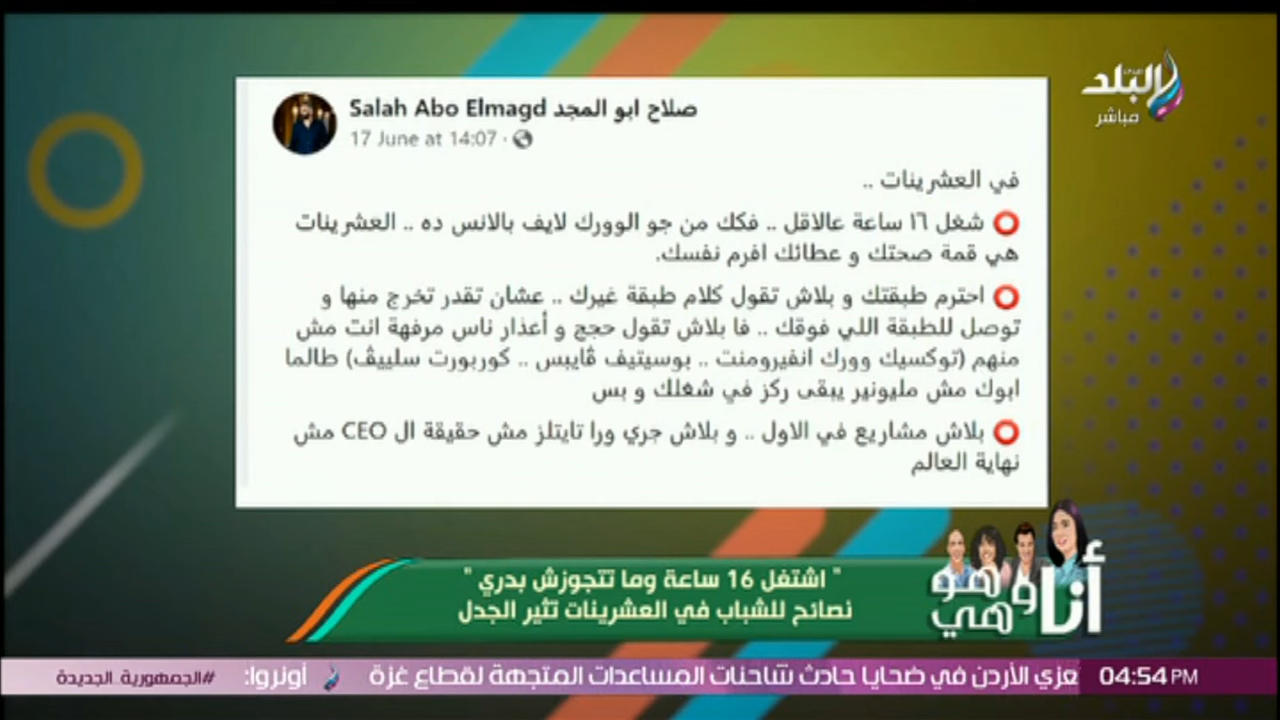 صدى البلد
مباشر
Salah Abo Elmagd صلاح ابو المجد
17 June at 14:07 ·
في العشرينات ..
⭕ شغل ١٦ ساعة عالاقل .. فكك من جو الوورك لايف بالانس ده .. العشرينات
هي قمة صحتك و عطائك افرم نفسك.
⭕ احترم طبقتك و بلاش تقول كلام طبقة غيرك .. عشان تقدر تخرج منها و
توصل للطبقة اللي فوقك .. فا بلاش تقول حجج و أعذار ناس مرفهة انت مش
منهم (توكسيك وورك انفيرومنت .. بوسيتيف ڤايبس .. كوربورت سلييڤ) طالما
ابوك مش مليونير يبقى ركز في شغلك و بس
⭕ بلاش مشاريع في الاول .. و بلاش جري ورا تايتلز مش حقيقة ال CEO مش
نهاية العالم
" اشتغل 16 ساعة وما تتجوزش بدري "
نصائح للشباب في العشرينات تثير الجدل
أنا وهو وهي
04:54 PM
عزي الأردن في ضحايا حادث شاحنات المساعدات المتجهة لقطاع غزة
أونروا:
#الجمهورية_الجديدة